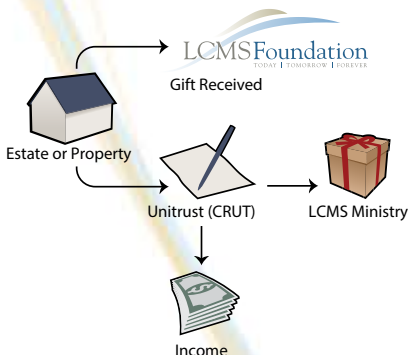 LCMSFoundation
TODAY | TOMORROW | FOREVER
Gift Received
Estate or Property
Unitrust (CRUT)
LCMS Ministry
Income